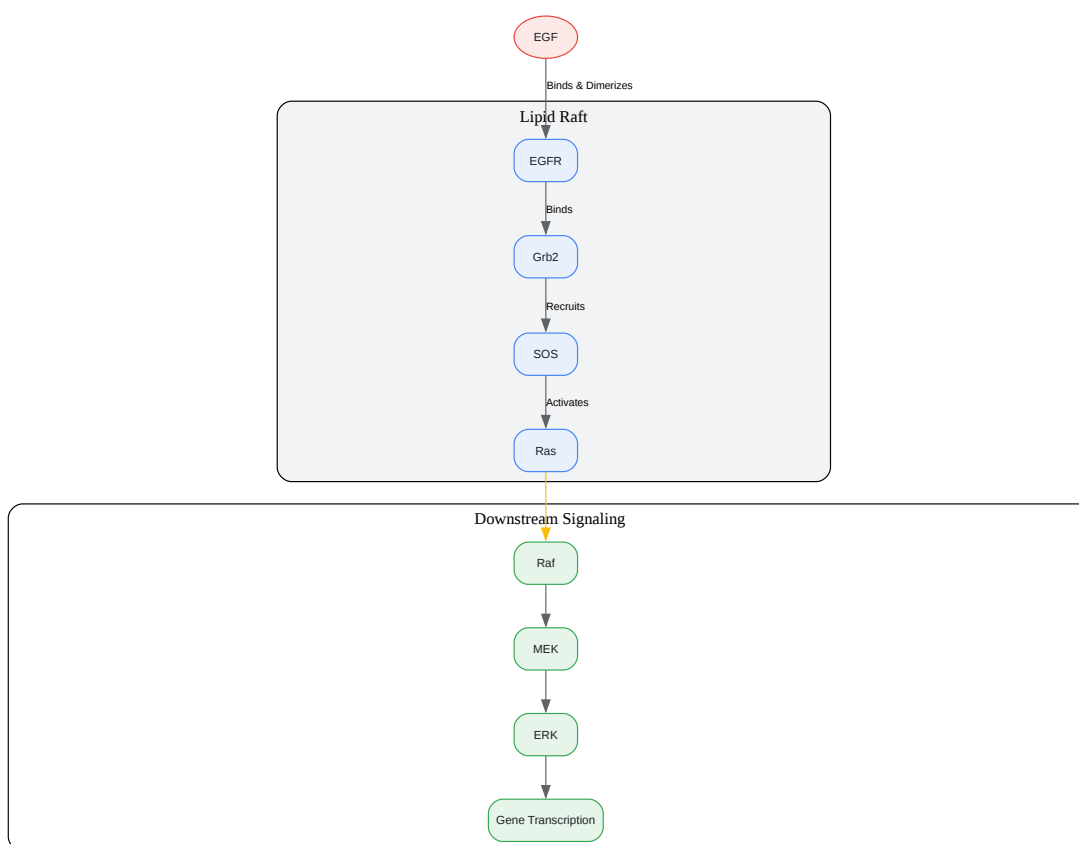 EGF
Binds & Dimerizes
Lipid Raft
EGFR
Binds
Grb2
Recruits
SOS
Activates
Ras
Downstream Signaling
Raf
MEK
ERK
Gene Transcription